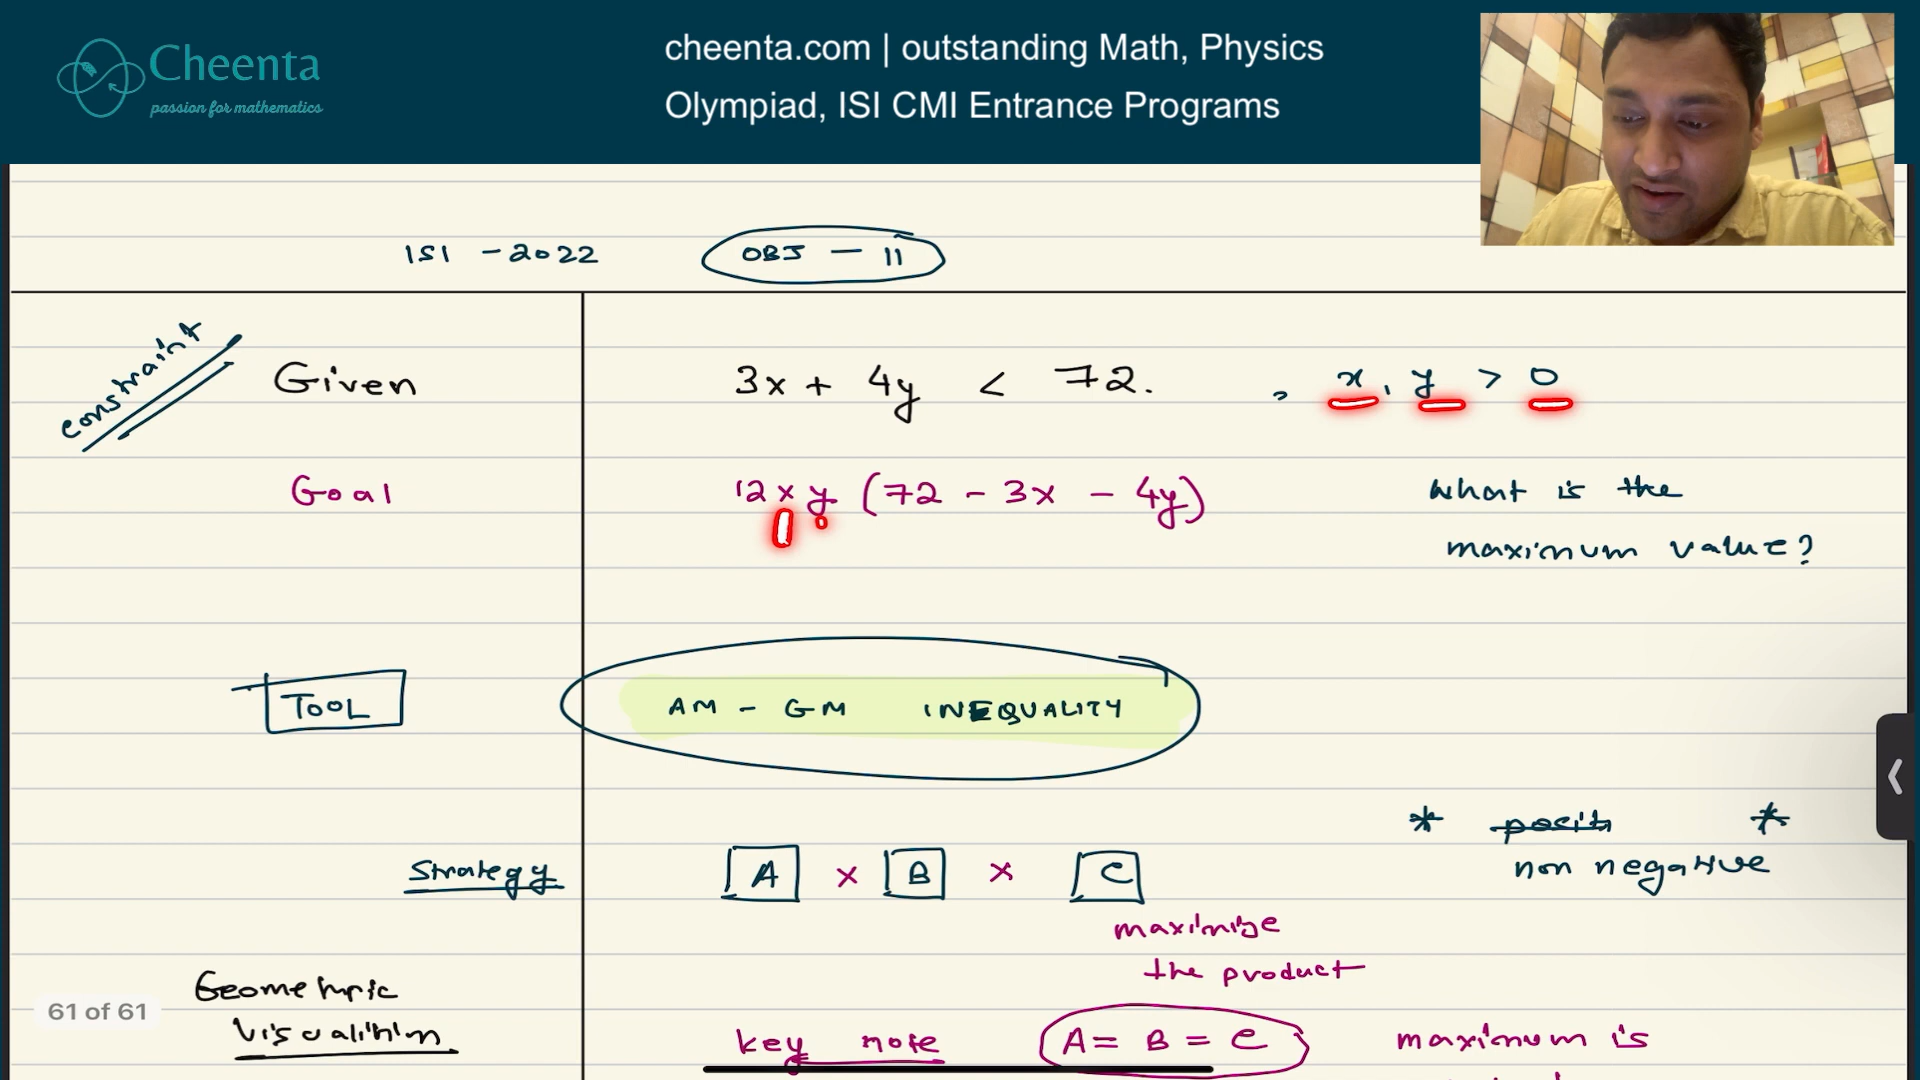 Cheenta
passion for mathematics
cheenta.com | outstanding Math, Physics
Olympiad, ISI CMI Entrance Programs
ISI - 2022 OBJ - 11
constraint
Given 3x + 4y < 72. , x, y > 0
Goal 12xy (72 - 3x - 4y) What is the
maximum value?
TOOL AM - GM INEQUALITY
* posit *
Strategy A x B x C non negative
maximize
the product
Geometric
61 of 61
key note A = B = C maximum is